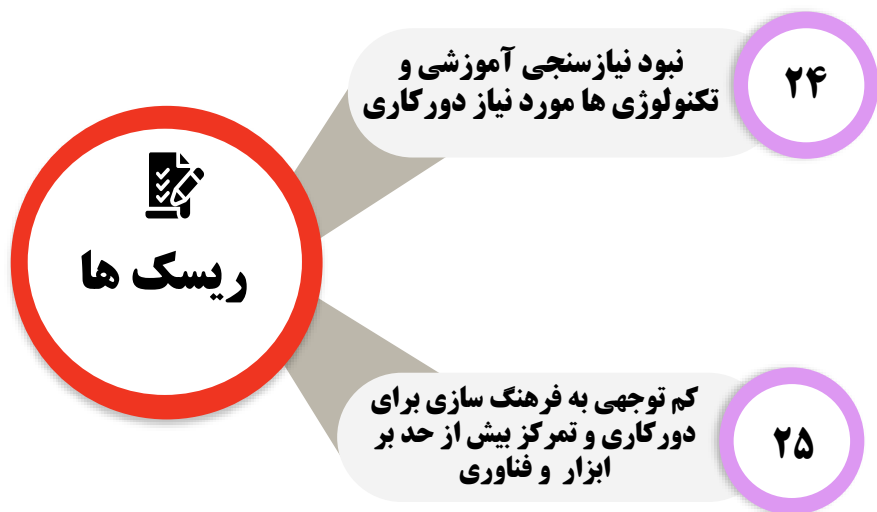 ریسک ها
۲۴
نبود نیازسنجی آموزشی و
تکنولوژی ها مورد نیاز دورکاری
۲۵
کم توجهی به فرهنگ سازی برای
دورکاری و تمرکز بیش از حد بر
ابزار و فناوری